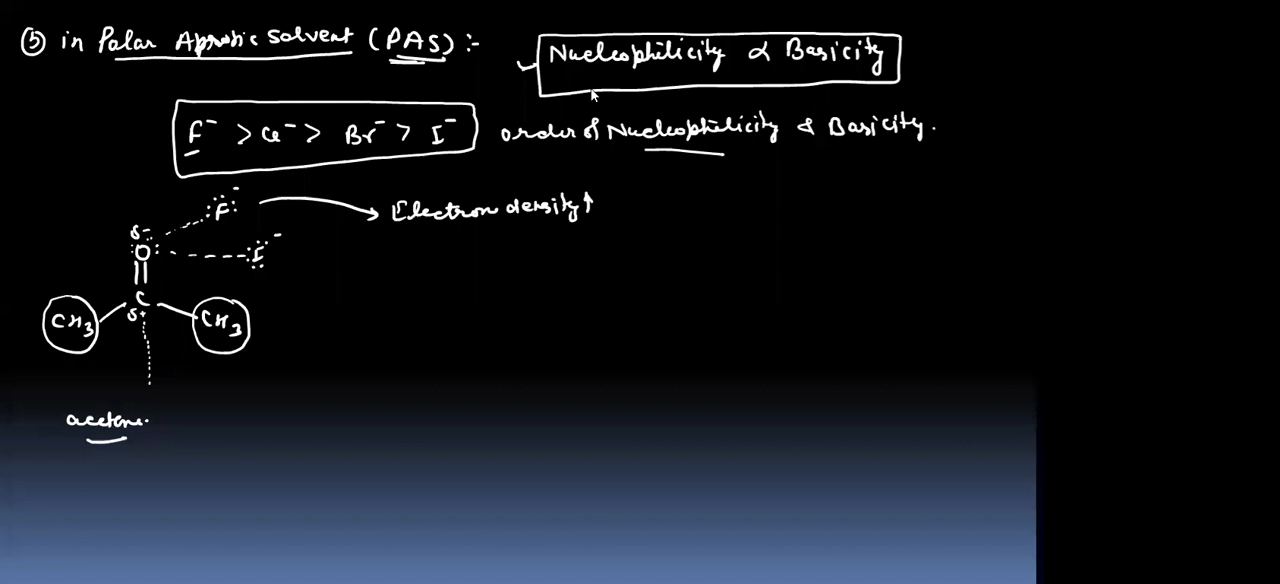 ⑤ in Polar Aprotic Solvent (PAS) :-
Nucleophilicity ∝ Basicity
F⁻ > Cl⁻ > Br⁻ > I⁻ order of Nucleophilicity & Basicity.
:F:⁻ → Electron density↑
δ-
:O: :I:⁻
||
C
δ+
CH₃ CH₃
acetone.